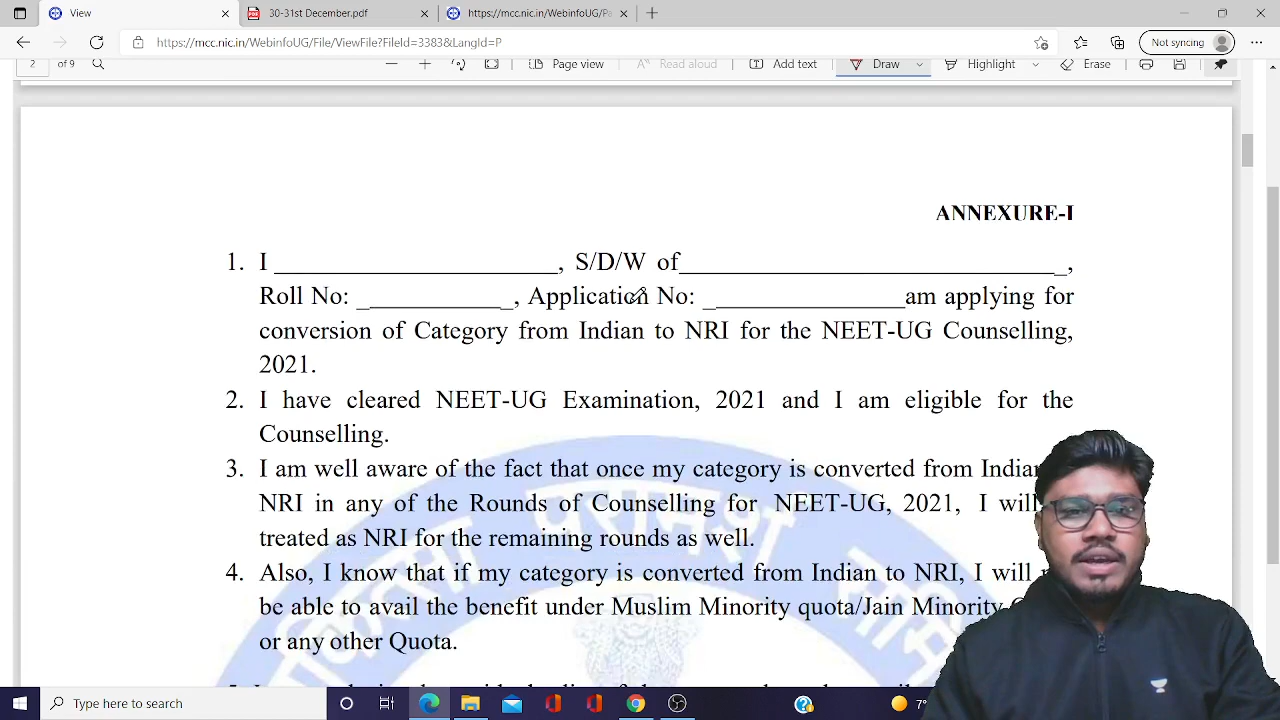 View
30-31st December.pdf
https://mcc.nic.in/WebinfoUG/Pa
https://mcc.nic.in/WebinfoUG/File/ViewFile?FileId=3383&LangId=P
Not syncing
2 of 9
Page view
Read aloud
Add text
Draw
Highlight
Erase
ANNEXURE-I
1. I ______________________, S/D/W of_____________________________,
Roll No: ____________, Application No: ________________am applying for
conversion of Category from Indian to NRI for the NEET-UG Counselling,
2021.
2. I have cleared NEET-UG Examination, 2021 and I am eligible for the
Counselling.
3. I am well aware of the fact that once my category is converted from Indian
NRI in any of the Rounds of Counselling for NEET-UG, 2021, I will
treated as NRI for the remaining rounds as well.
4. Also, I know that if my category is converted from Indian to NRI, I will
be able to avail the benefit under Muslim Minority quota/Jain Minority
or any other Quota.
Type here to search
7°